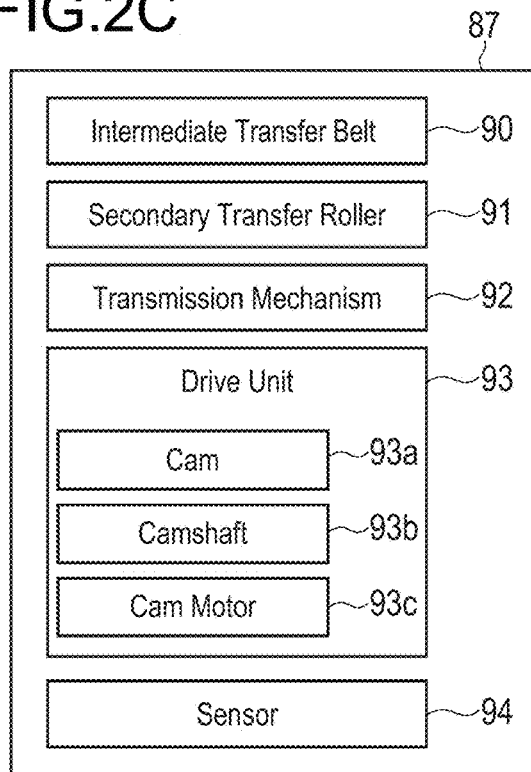 FIG.2C
87
Intermediate Transfer Belt 90
Secondary Transfer Roller 91
Transmission Mechanism 92
Drive Unit 93
Cam 93a
Camshaft 93b
Cam Motor 93c
Sensor 94